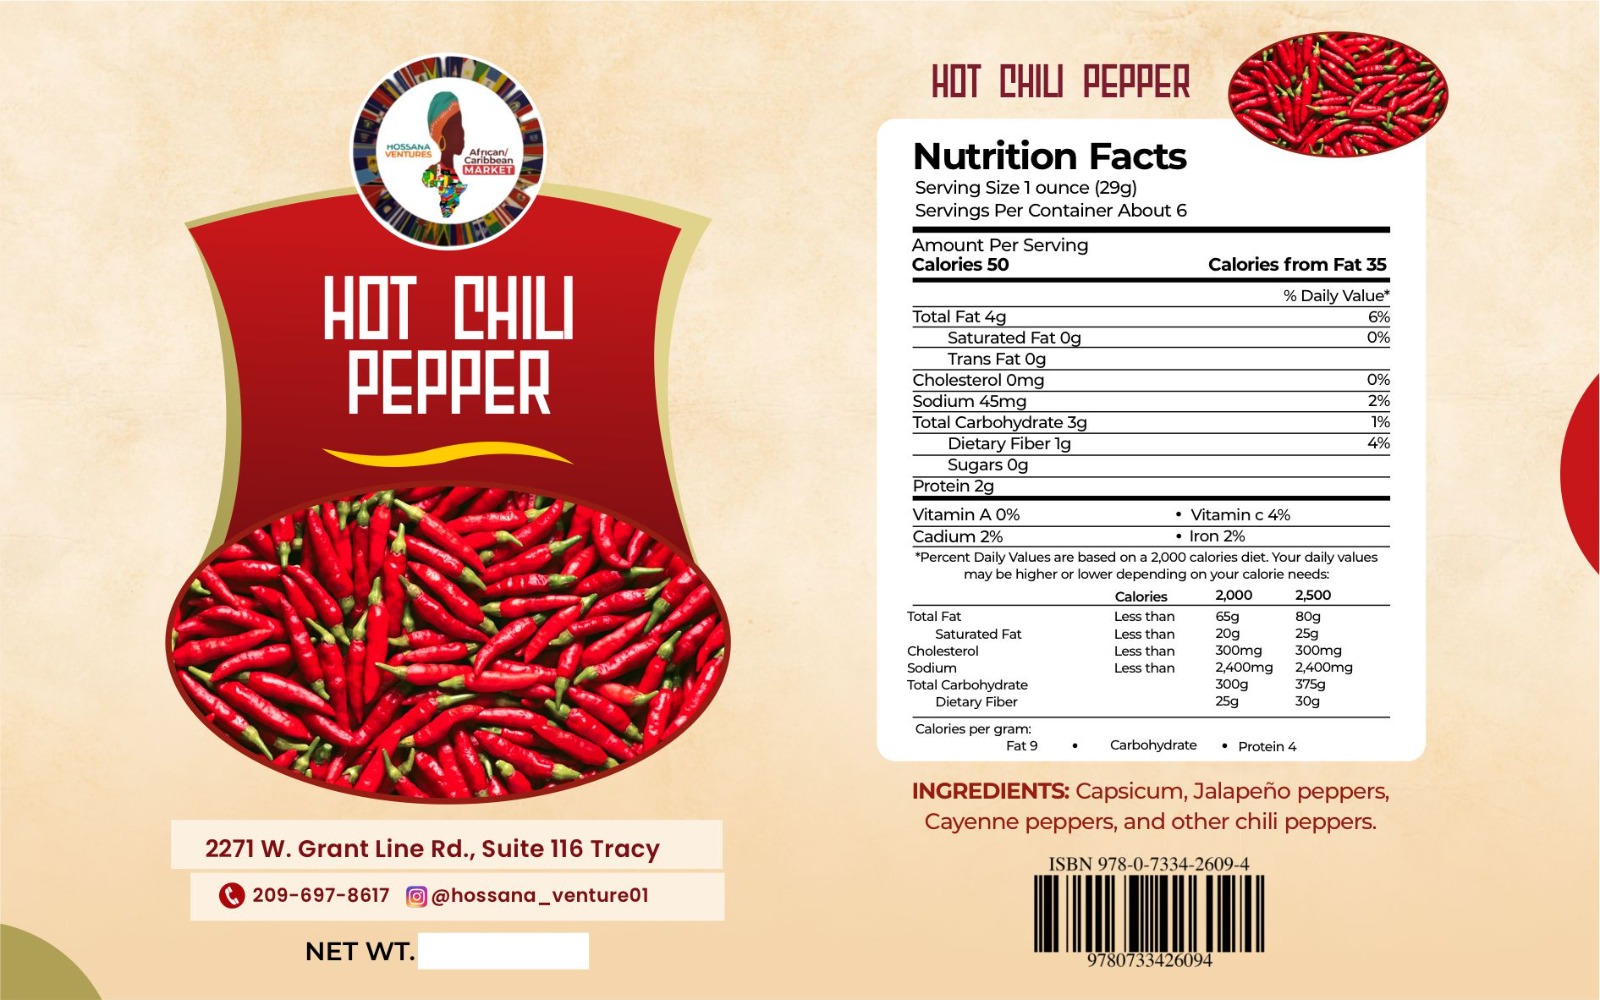 HOSSANA
VENTURES
African/
Caribbean
MARKET
HOT CHILI
PEPPER
2271 W. Grant Line Rd., Suite 116 Tracy
209-697-8617 @hossana_venture01
NET WT.
HOT CHILI PEPPER
Nutrition Facts
Serving Size 1 ounce (29g)
Servings Per Container About 6
Amount Per Serving
Calories 50 Calories from Fat 35
% Daily Value*
Total Fat 4g 6%
Saturated Fat 0g 0%
Trans Fat 0g
Cholesterol 0mg 0%
Sodium 45mg 2%
Total Carbohydrate 3g 1%
Dietary Fiber 1g 4%
Sugars 0g
Protein 2g
Vitamin A 0% • Vitamin c 4%
Cadium 2% • Iron 2%
*Percent Daily Values are based on a 2,000 calories diet. Your daily values
may be higher or lower depending on your calorie needs:
Calories 2,000 2,500
Total Fat Less than 65g 80g
Saturated Fat Less than 20g 25g
Cholesterol Less than 300mg 300mg
Sodium Less than 2,400mg 2,400mg
Total Carbohydrate 300g 375g
Dietary Fiber 25g 30g
Calories per gram:
Fat 9 • Carbohydrate • Protein 4
INGREDIENTS: Capsicum, Jalapeño peppers,
Cayenne peppers, and other chili peppers.
ISBN 978-0-7334-2609-4
9780733426094